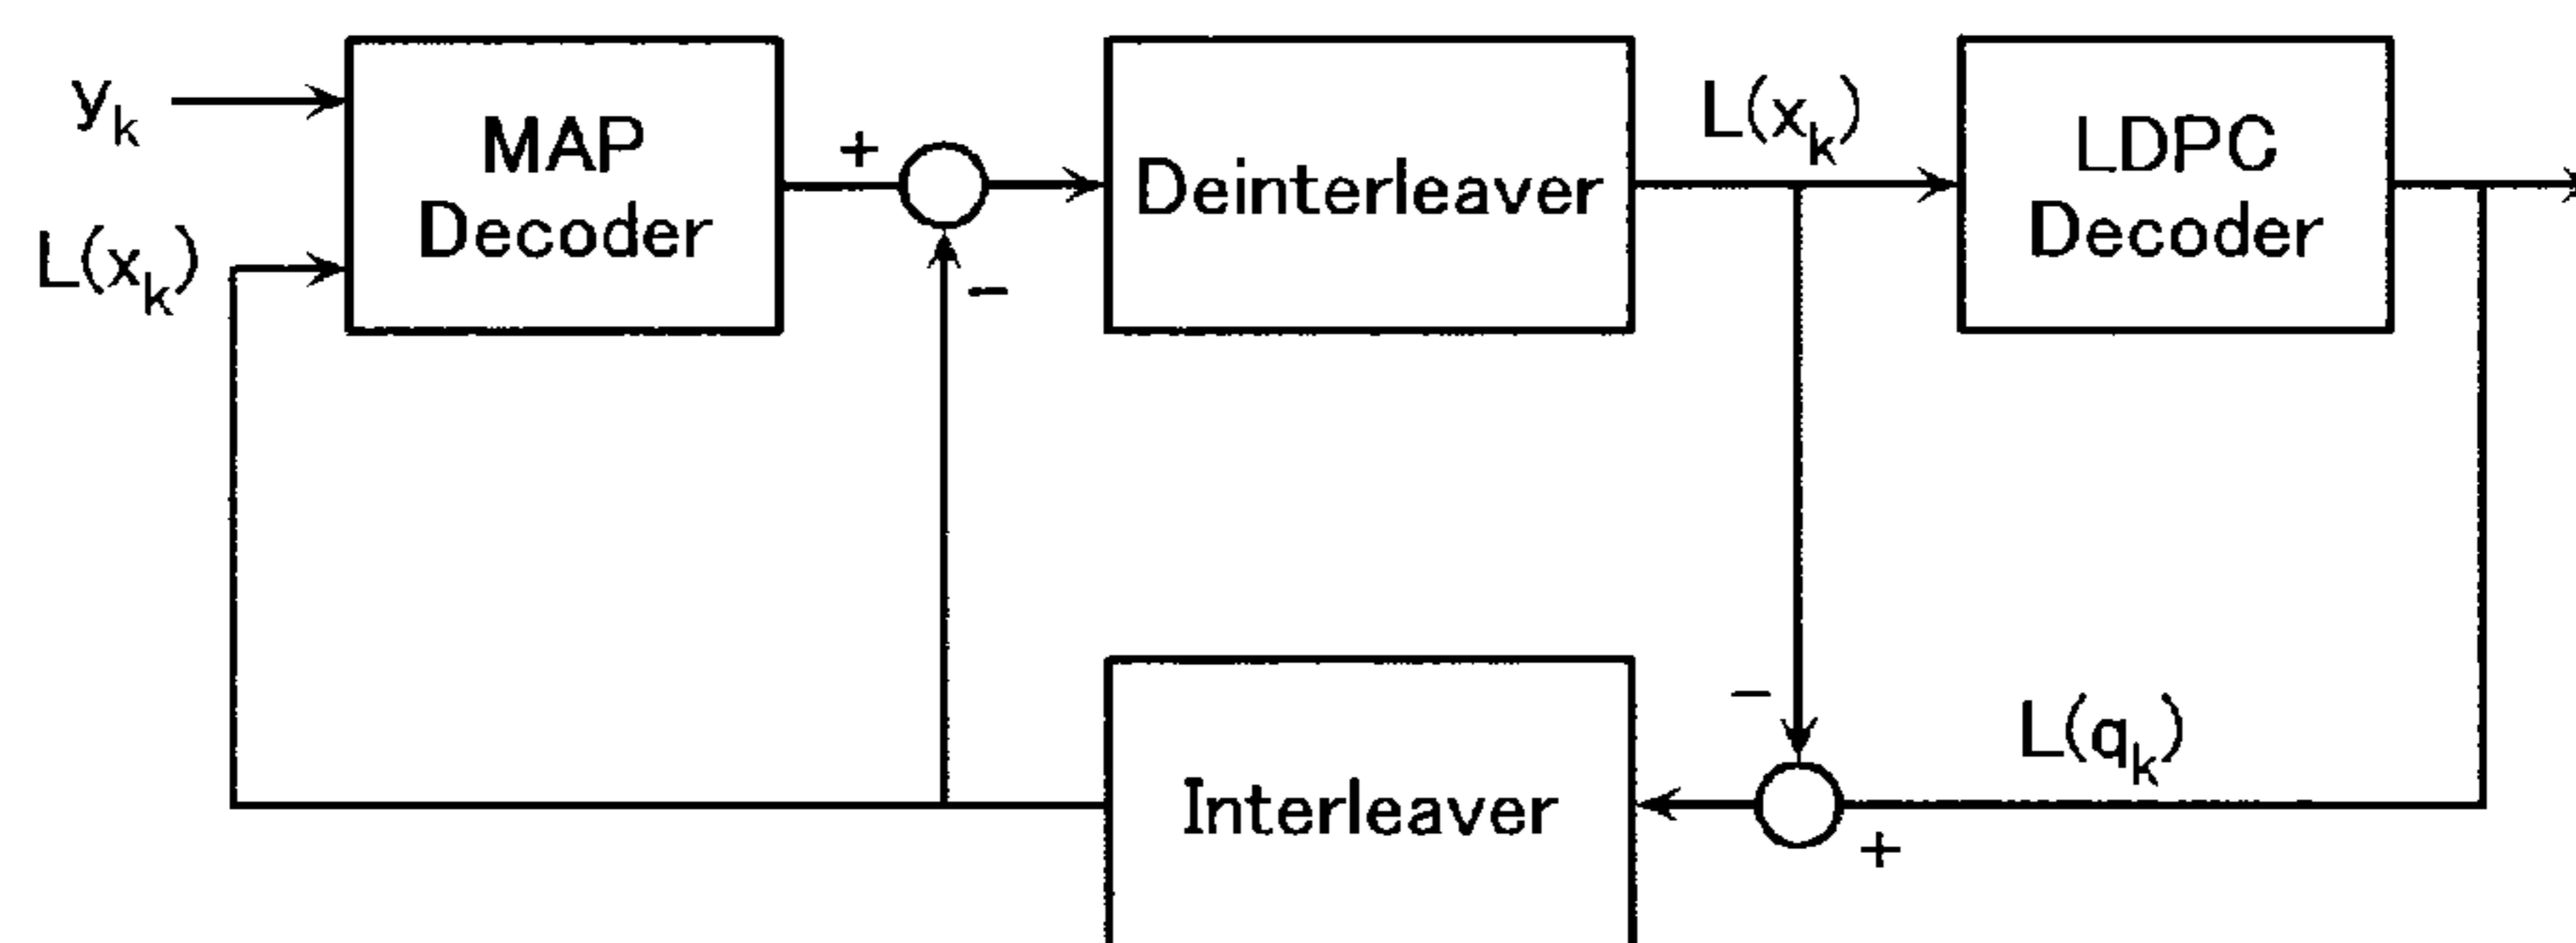 y_k
MAP
Decoder
L(x_k)
+
-
Deinterleaver
L(x_k)
LDPC
Decoder
Interleaver
-
+
L(q_k)